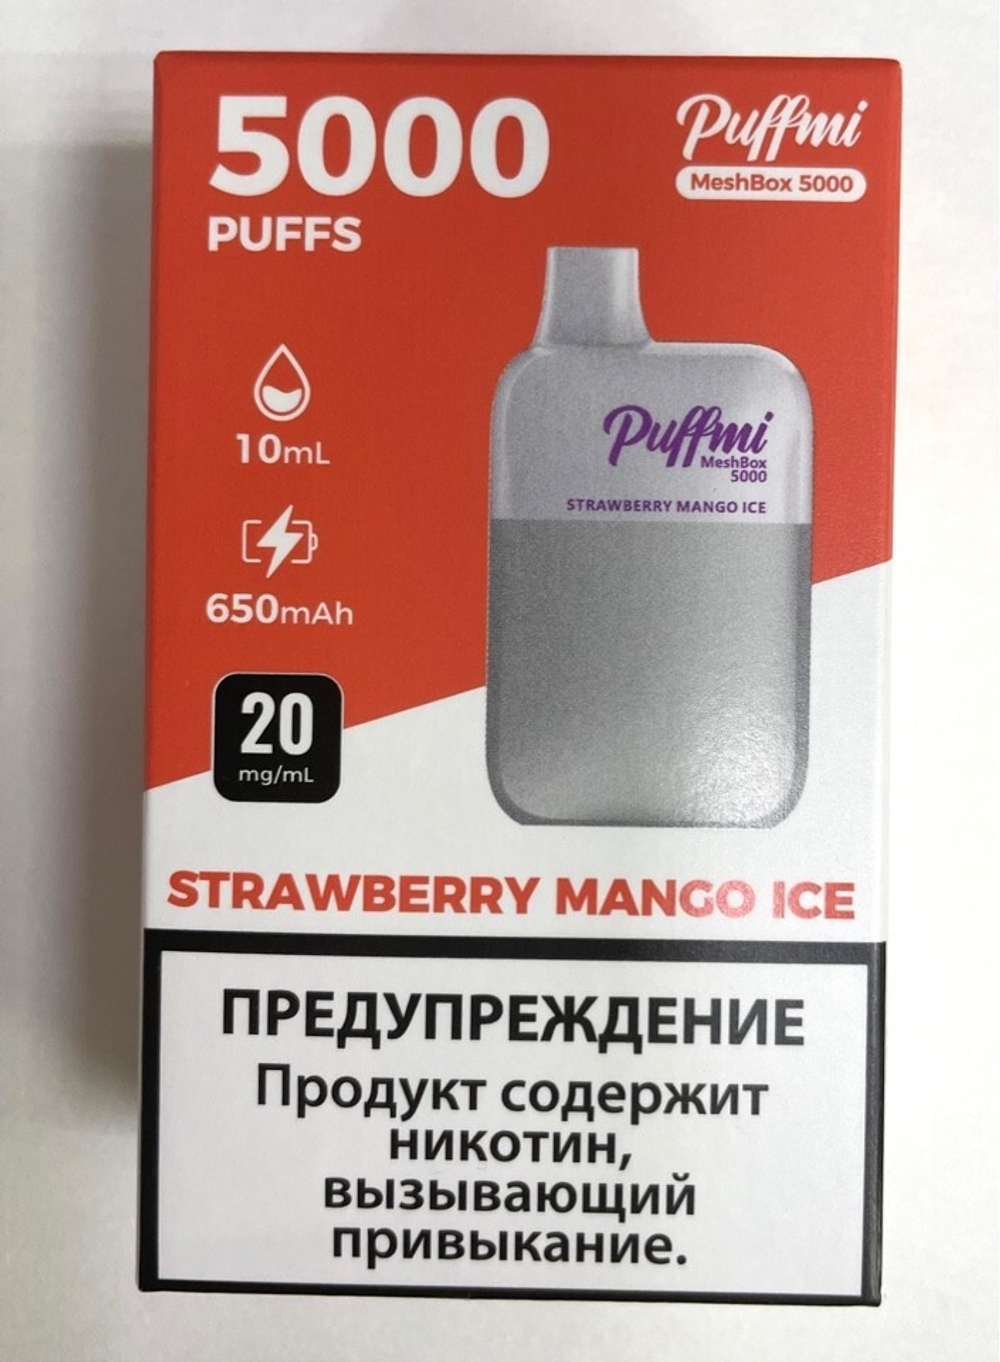 5000
PUFFS
Puffmi
MeshBox 5000
10mL
650mAh
20
mg/mL
Puffmi
MeshBox
5000
STRAWBERRY MANGO ICE
STRAWBERRY MANGO ICE
ПРЕДУПРЕЖДЕНИЕ
Продукт содержит
никотин,
вызывающий
привыкание.